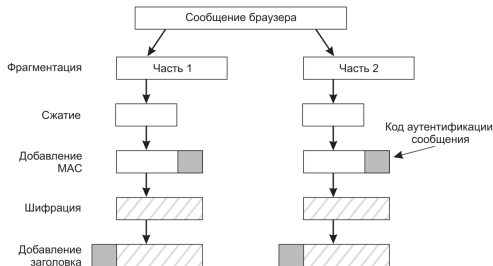 Сообщение браузера
Фрагментация
Часть 1
Часть 2
Сжатие
Код аутентификации
сообщения
Добавление
MAC
Шифрация
Добавление
заголовка